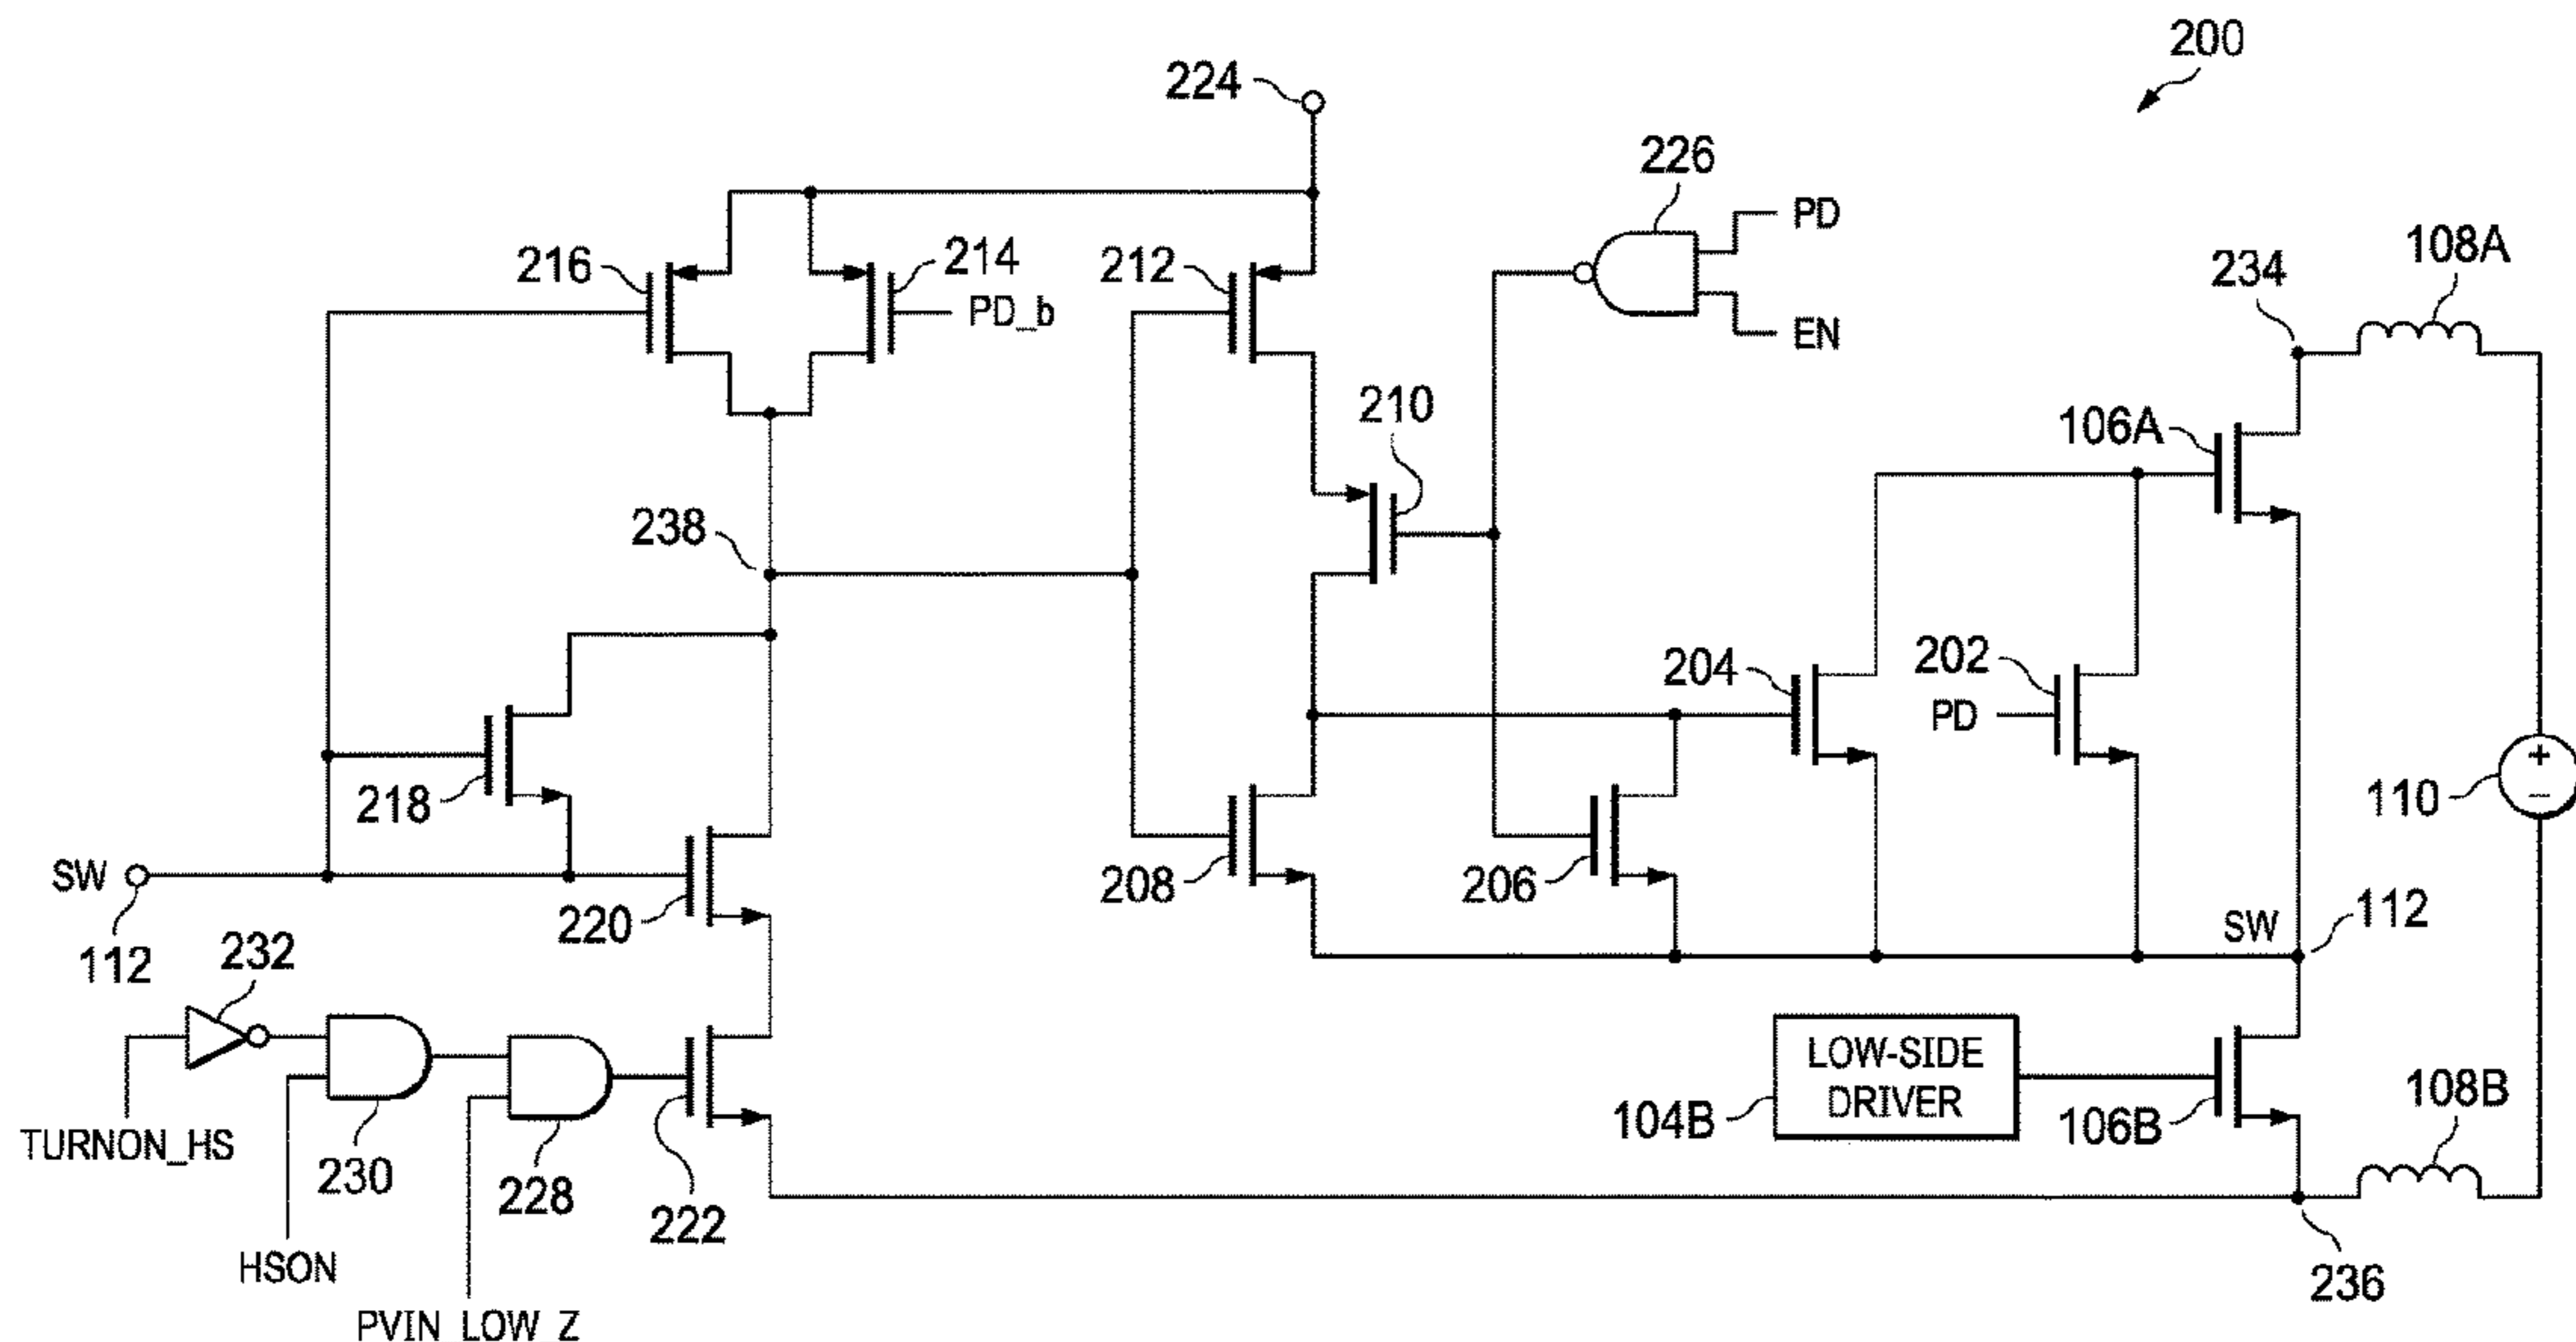 200
224
226
PD
108A
216
214
212
234
PD_b
EN
210
106A
238
204
202
PD
218
110
208
206
SW
112
SW
220
112
232
LOW-SIDE
DRIVER
104B
106B
108B
TURNON_HS
230
228
222
HSON
236
PVIN_LOW_Z